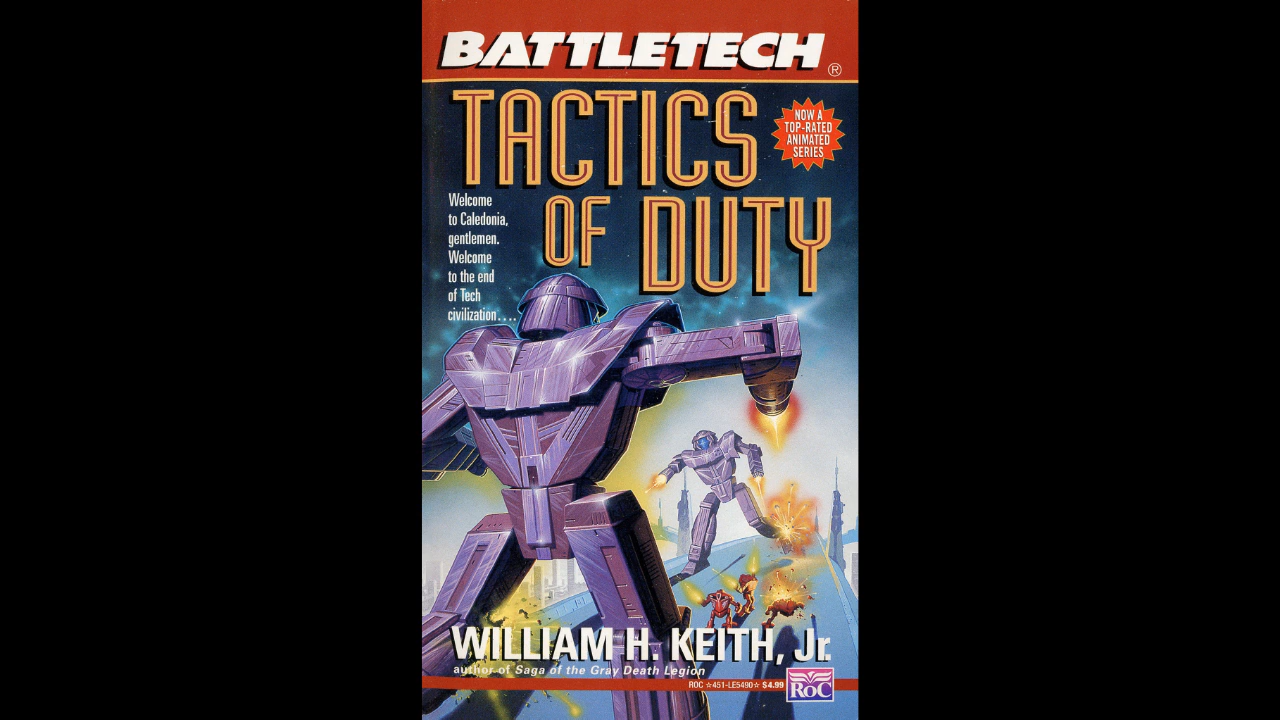 BATTLETECH ®
TACTICS
OF DUTY
NOW A
TOP-RATED
ANIMATED
SERIES
Welcome
to Caledonia,
gentlemen.
Welcome
to the end
of Tech
civilization....
WILLIAM H. KEITH, Jr.
author of Saga of the Gray Death Legion
ROC ☆451-LE5490☆ $4.99
ROC